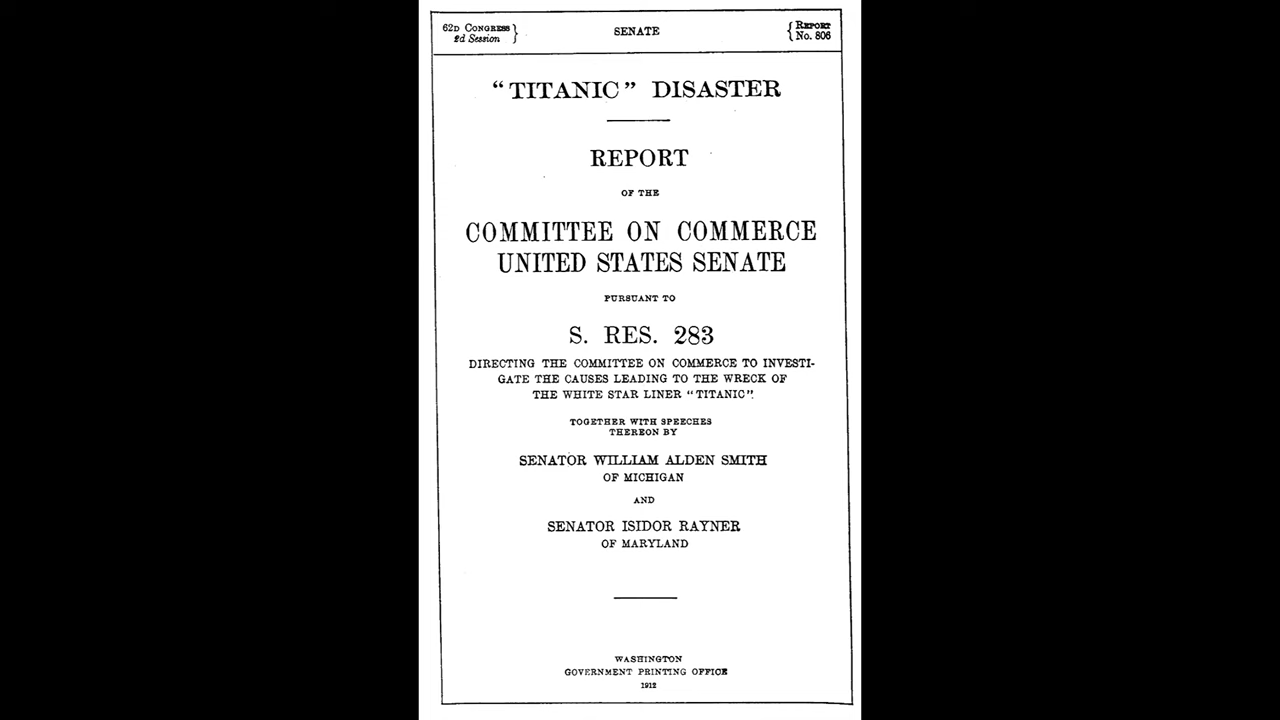 62D CONGRESS
2d Session
SENATE
REPORT
No. 806
"TITANIC" DISASTER
REPORT
OF THE
COMMITTEE ON COMMERCE
UNITED STATES SENATE
PURSUANT TO
S. RES. 283
DIRECTING THE COMMITTEE ON COMMERCE TO INVESTI-
GATE THE CAUSES LEADING TO THE WRECK OF
THE WHITE STAR LINER "TITANIC".
TOGETHER WITH SPEECHES
THEREON BY
SENATOR WILLIAM ALDEN SMITH
OF MICHIGAN
AND
SENATOR ISIDOR RAYNER
OF MARYLAND
WASHINGTON
GOVERNMENT PRINTING OFFICE
1912